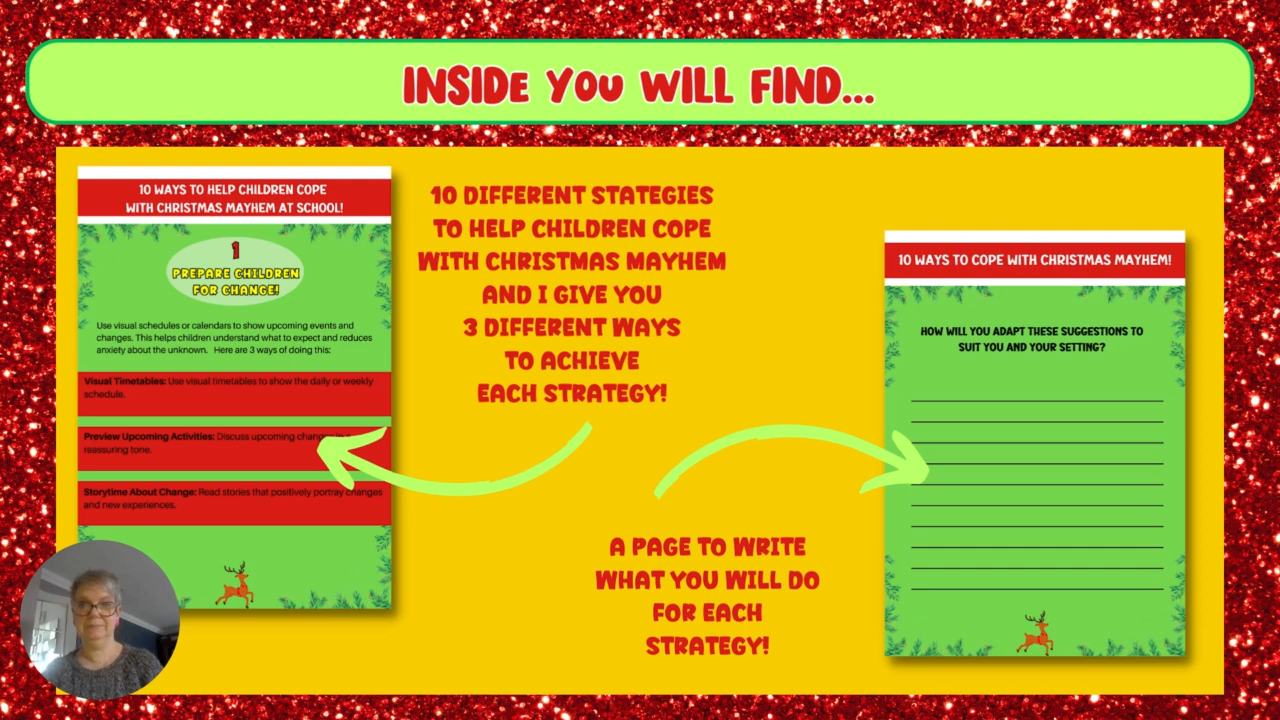 INSIDE YOU WILL FIND...
10 WAYS TO HELP CHILDREN COPE
WITH CHRISTMAS MAYHEM AT SCHOOL!
1
PREPARE CHILDREN
FOR CHANGE!
Use visual schedules or calendars to show upcoming events and
changes. This helps children understand what to expect and reduces
anxiety about the unknown. Here are 3 ways of doing this:
Visual Timetables: Use visual timetables to show the daily or weekly
schedule.
Preview Upcoming Activities: Discuss upcoming
reassuring tone.
Storytime About Change: Read stories that positively portray changes
and new experiences.
10 DIFFERENT STATEGIES
TO HELP CHILDREN COPE
WITH CHRISTMAS MAYHEM
AND I GIVE YOU
3 DIFFERENT WAYS
TO ACHIEVE
EACH STRATEGY!
A PAGE TO WRITE
WHAT YOU WILL DO
FOR EACH
STRATEGY!
10 WAYS TO COPE WITH CHRISTMAS MAYHEM!
HOW WILL YOU ADAPT THESE SUGGESTIONS TO
SUIT YOU AND YOUR SETTING?